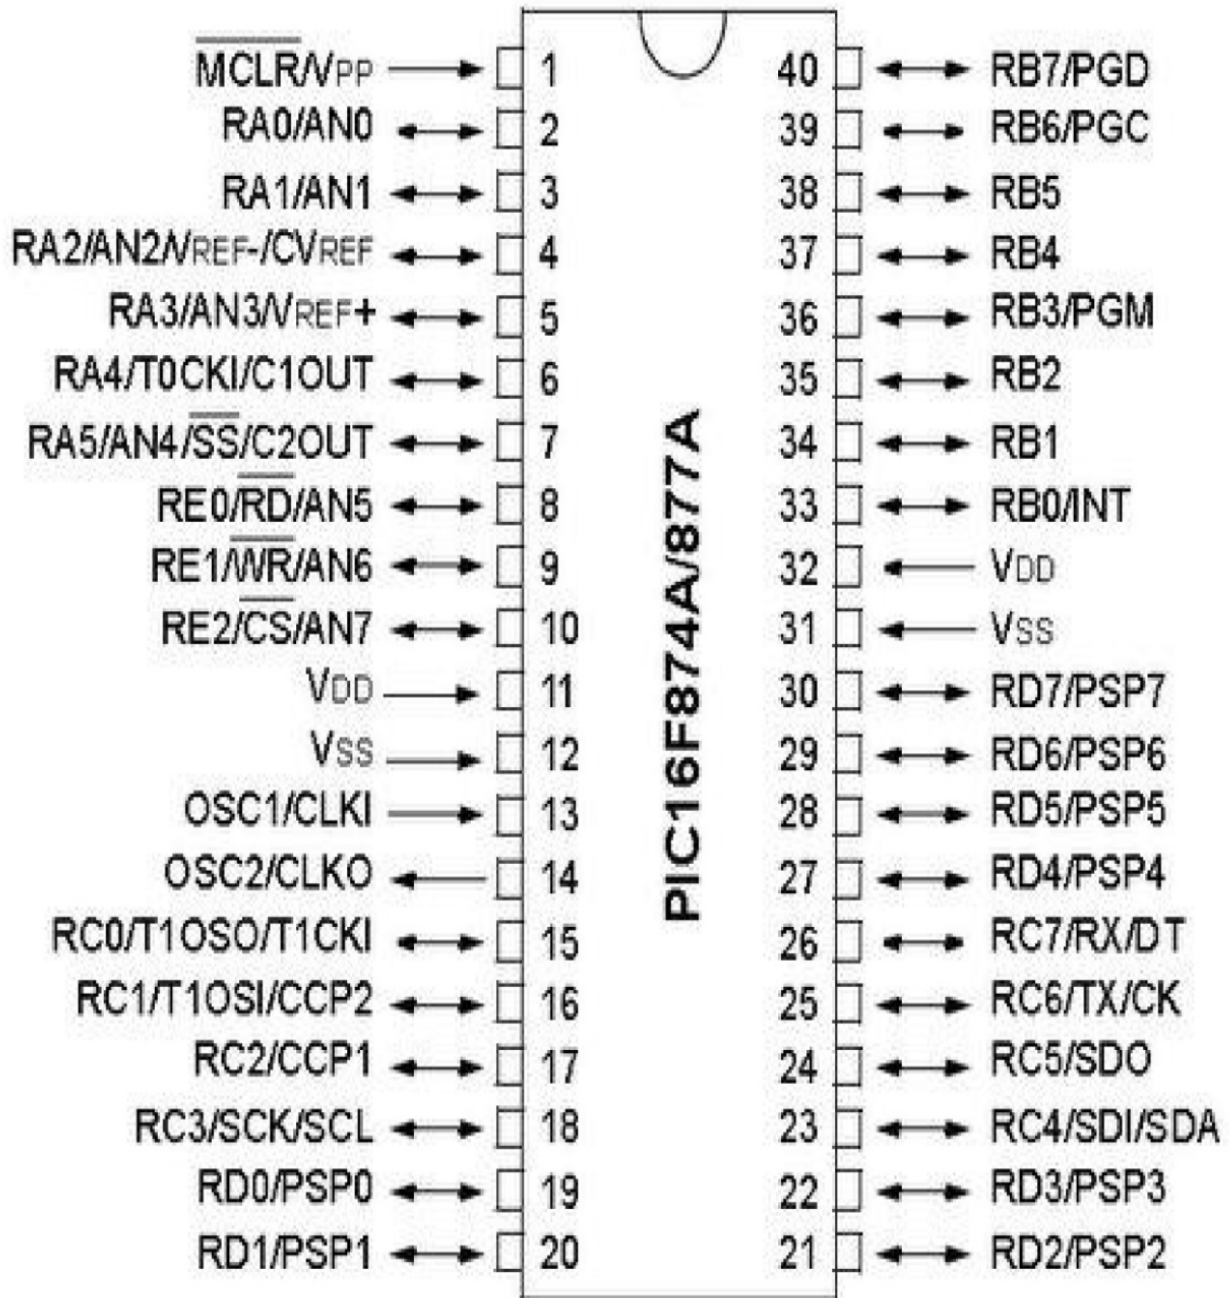 MCLR/VPP 1 40 RB7/PGD
RA0/AN0 2 39 RB6/PGC
RA1/AN1 3 38 RB5
RA2/AN2/VREF-/CVREF 4 37 RB4
RA3/AN3/VREF+ 5 36 RB3/PGM
RA4/T0CKI/C1OUT 6 35 RB2
RA5/AN4/SS/C2OUT 7 34 RB1
RE0/RD/AN5 8 33 RB0/INT
RE1/WR/AN6 9 32 VDD
RE2/CS/AN7 10 31 VSS
VDD 11 30 RD7/PSP7
VSS 12 29 RD6/PSP6
OSC1/CLKI 13 28 RD5/PSP5
OSC2/CLKO 14 27 RD4/PSP4
RC0/T1OSO/T1CKI 15 26 RC7/RX/DT
RC1/T1OSI/CCP2 16 25 RC6/TX/CK
RC2/CCP1 17 24 RC5/SDO
RC3/SCK/SCL 18 23 RC4/SDI/SDA
RD0/PSP0 19 22 RD3/PSP3
RD1/PSP1 20 21 RD2/PSP2
PIC16F874A/877A